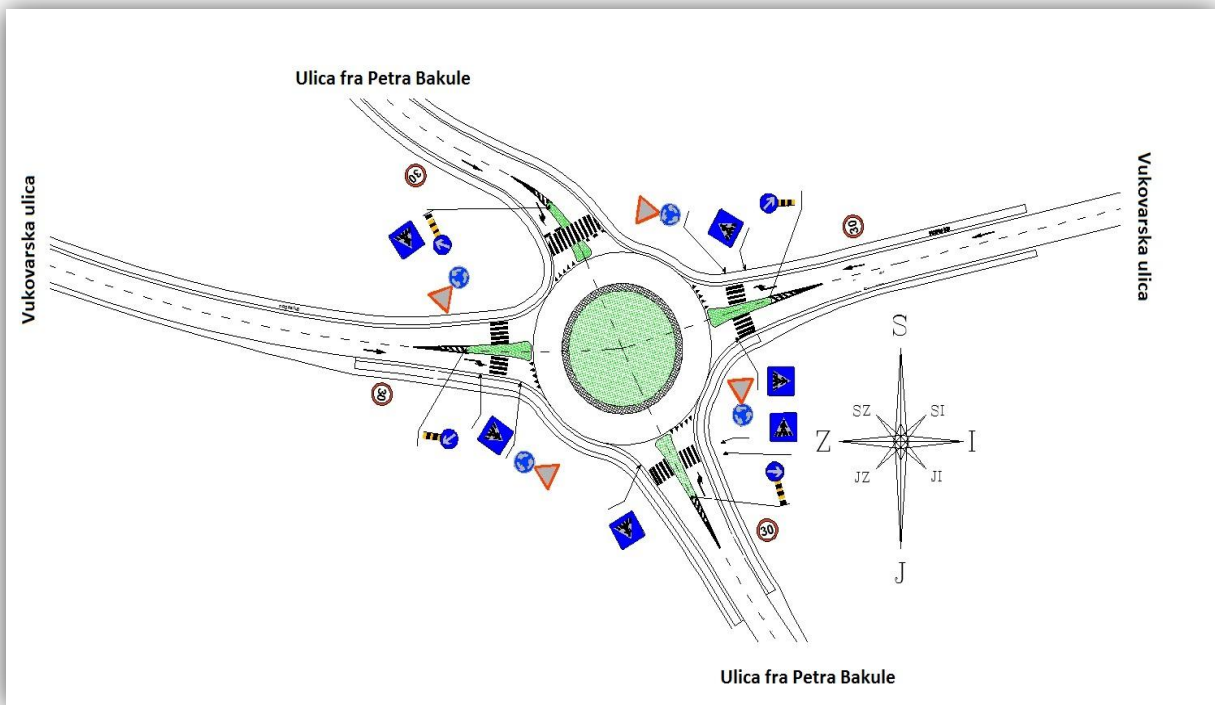 Ulica fra Petra Bakule
Vukovarska ulica
Vukovarska ulica
30
30
30
30
S
SZ
SI
Z
I
JZ
JI
J
Ulica fra Petra Bakule